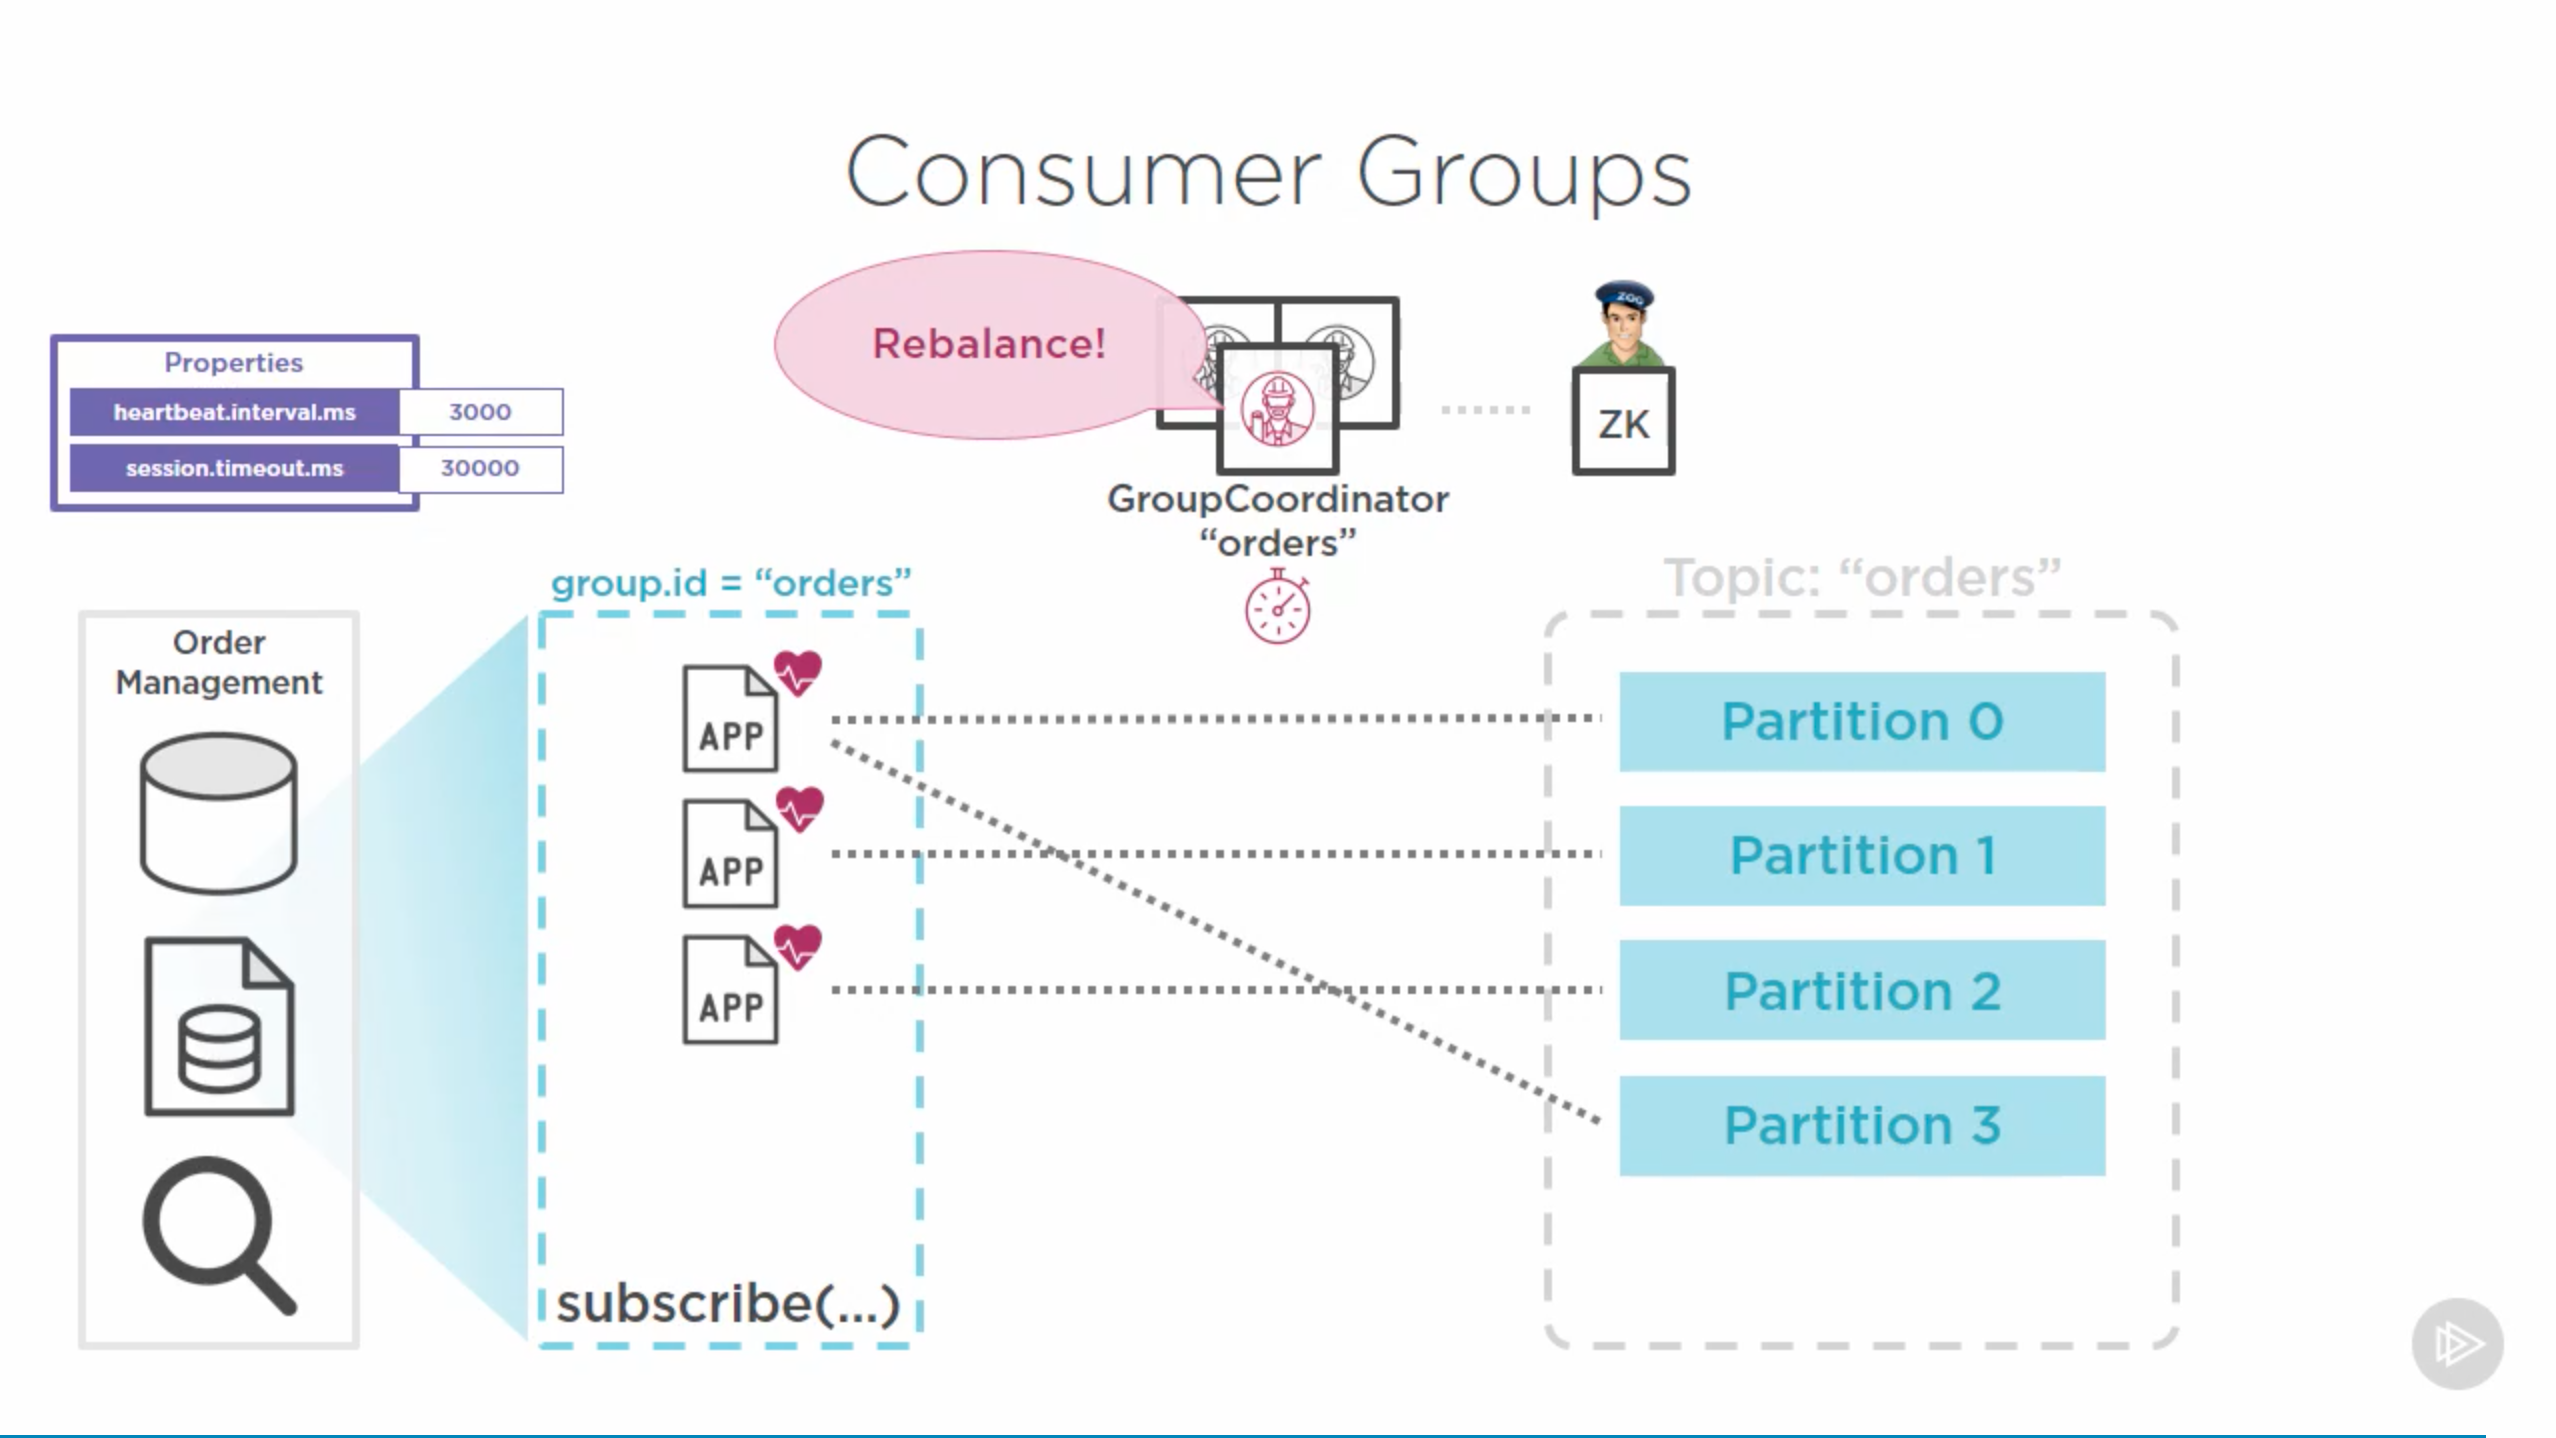 Consumer Groups
Rebalance!
ZOO
ZK
Properties
heartbeat.interval.ms 3000
session.timeout.ms 30000
GroupCoordinator
“orders”
group.id = “orders”
Topic: “orders”
Order
Management
APP
APP
APP
subscribe(...)
Partition 0
Partition 1
Partition 2
Partition 3